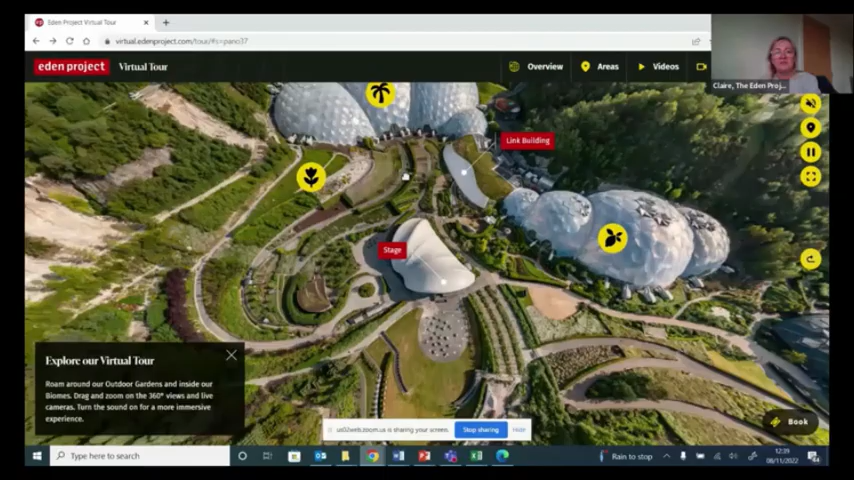 Eden Project Virtual Tour
virtual.edenproject.com/tour/#s=pano37
eden project
Virtual Tour
Overview
Areas
Videos
Claire, The Eden Proj...
Link Building
Stage
Explore our Virtual Tour
Roam around our Outdoor Gardens and inside our
Biomes. Drag and zoom on the 360° views and live
cameras. Turn the sound on for a more immersive
experience.
Book
us02web.zoom.us is sharing your screen.
Stop sharing
Hide
Type here to search
Rain to stop
12:39
08/11/2022